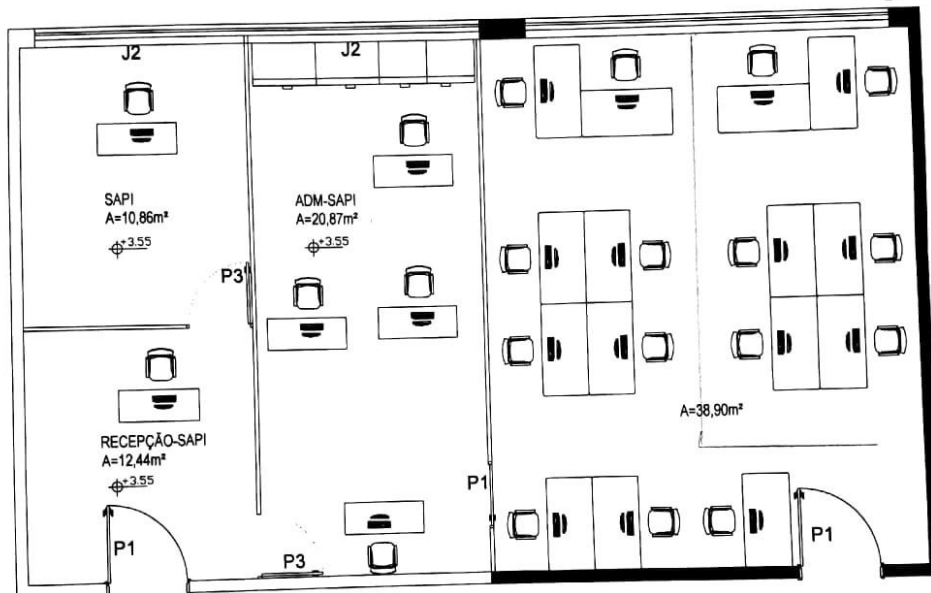 J2
J2
SAPI
A=10,86m²
+3.55
ADM-SAPI
A=20,87m²
+3.55
P3
RECEPÇÃO-SAPI
A=12,44m²
+3.55
A=38,90m²
P1
P1
P3
P1